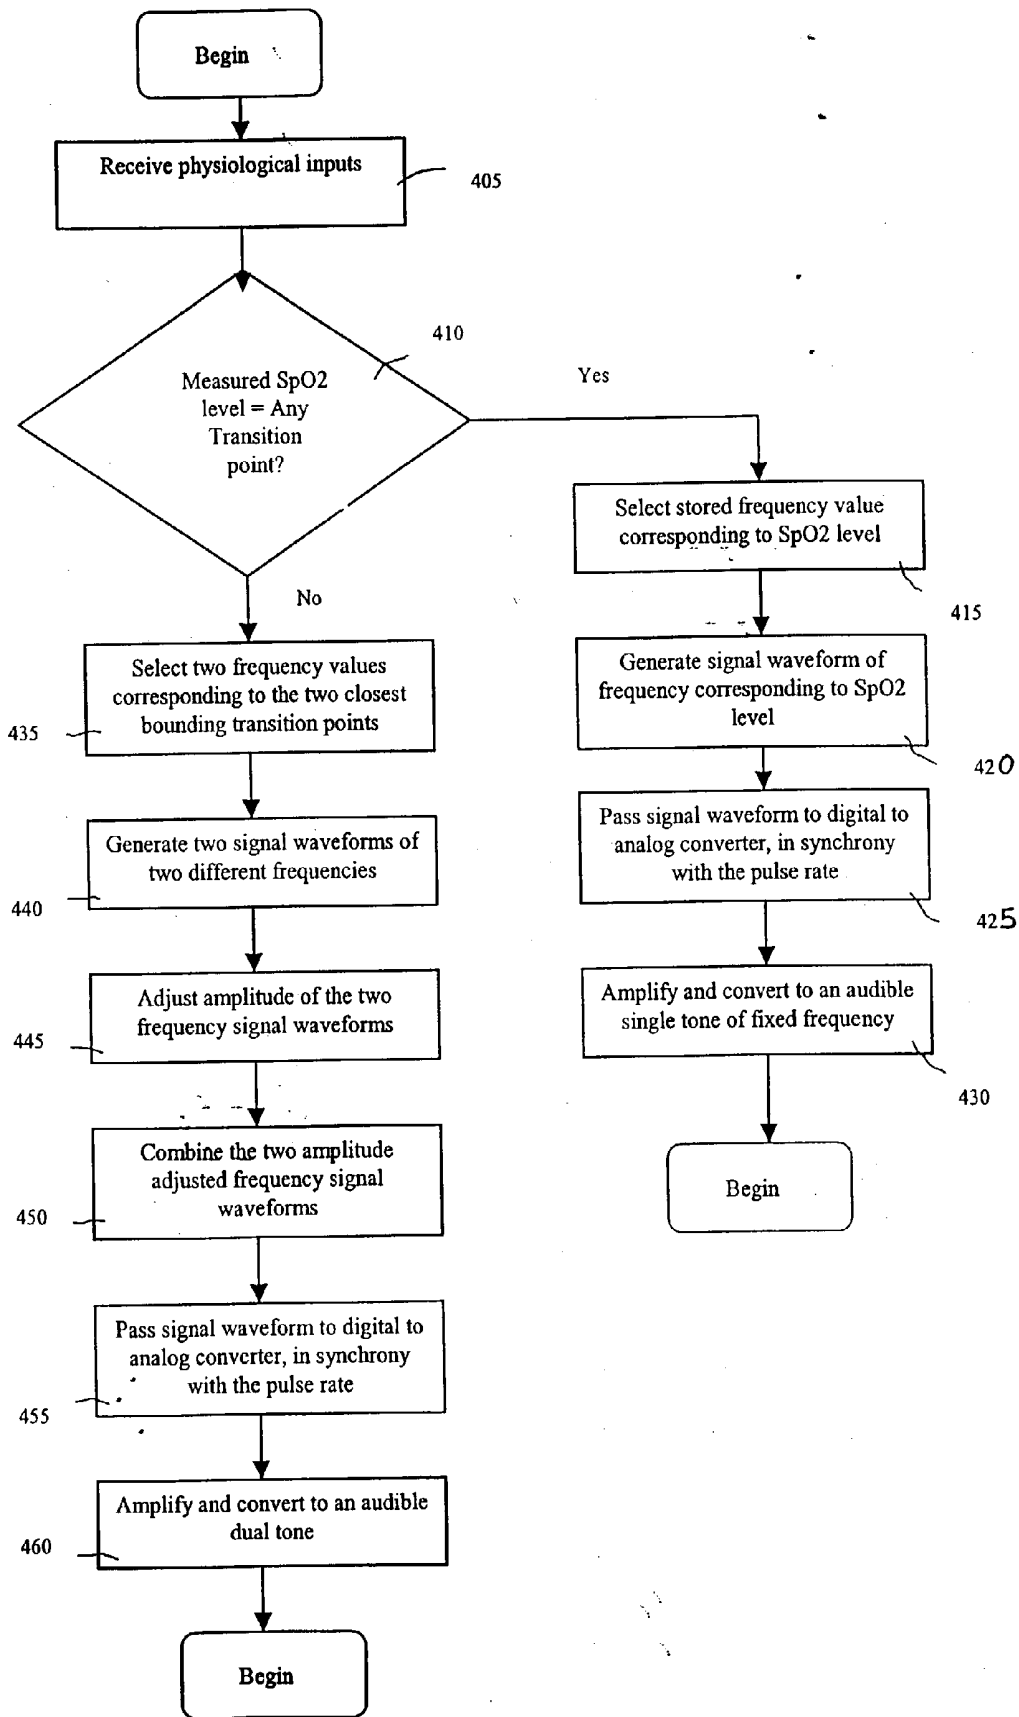 Begin
Receive physiological inputs
405
410
Measured SpO2
level = Any
Transition
point?
Yes
No
Select stored frequency value
corresponding to SpO2 level
415
Generate signal waveform of
frequency corresponding to SpO2
level
420
Pass signal waveform to digital to
analog converter, in synchrony
with the pulse rate
425
Amplify and convert to an audible
single tone of fixed frequency
430
Begin
Select two frequency values
corresponding to the two closest
bounding transition points
435
Generate two signal waveforms of
two different frequencies
440
Adjust amplitude of the two
frequency signal waveforms
445
Combine the two amplitude
adjusted frequency signal
waveforms
450
Pass signal waveform to digital to
analog converter, in synchrony
with the pulse rate
455
Amplify and convert to an audible
dual tone
460
Begin